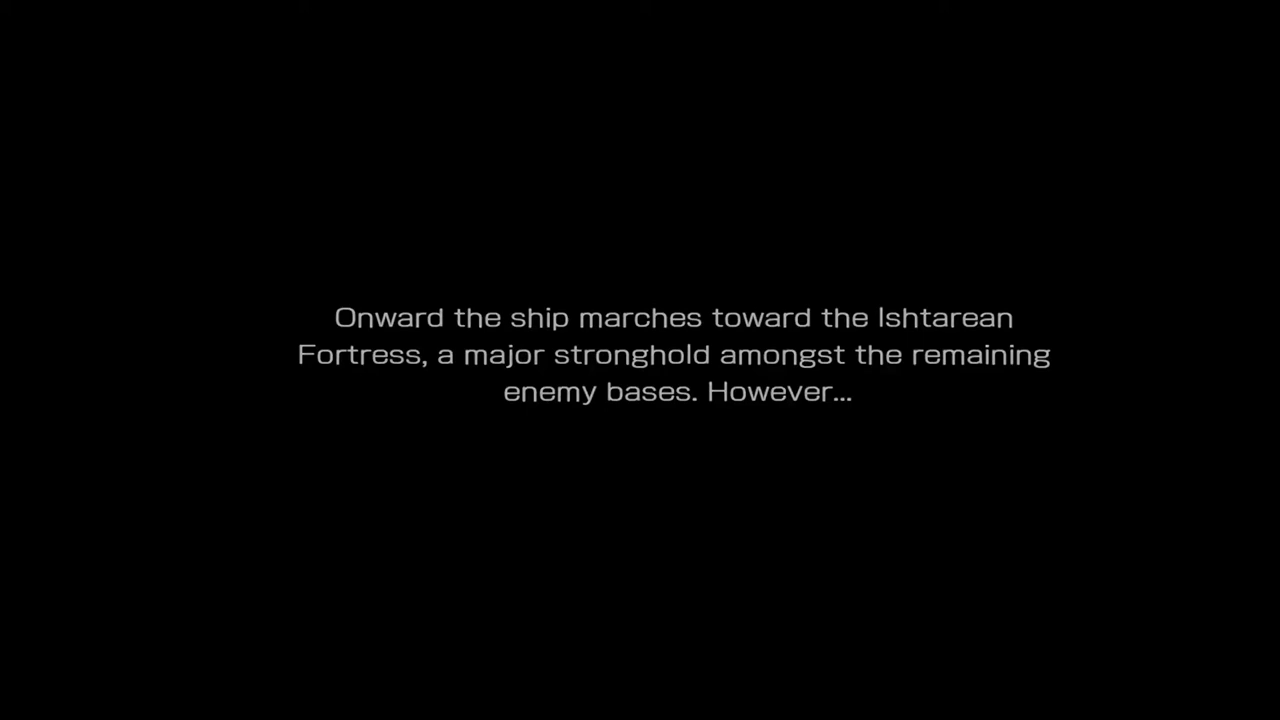 Onward the ship marches toward the Ishtarean
Fortress, a major stronghold amongst the remaining
enemy bases. However...